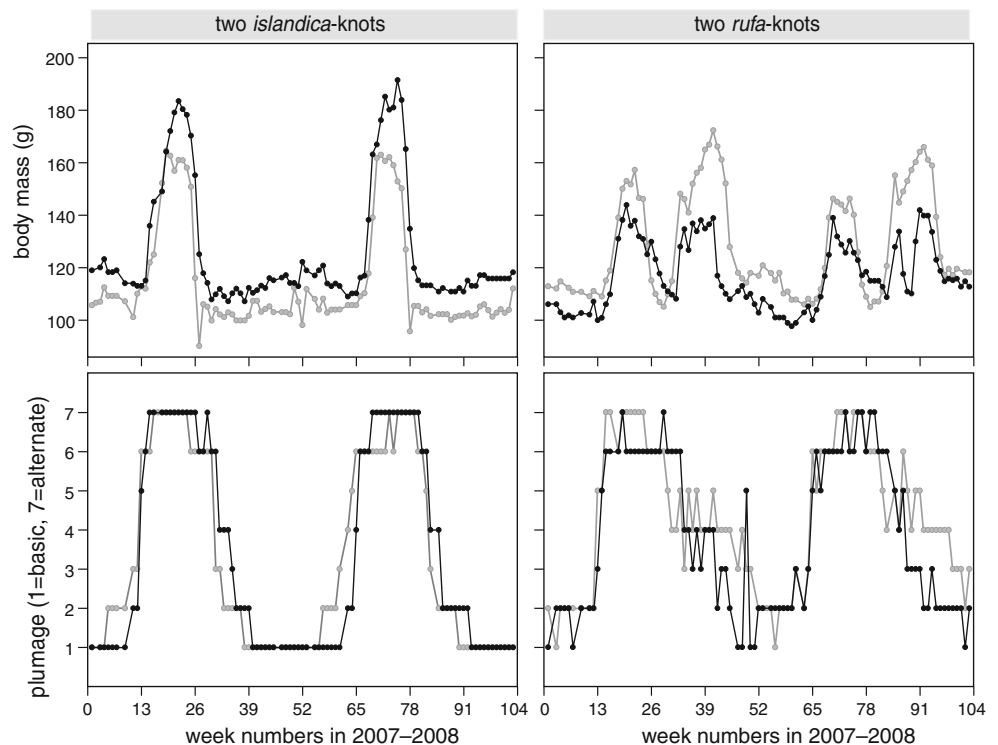 two islandica-knots
two rufa-knots
body mass (g)
200
180
160
140
120
100
plumage (1=basic, 7=alternate)
7
6
5
4
3
2
1
0 13 26 39 52 65 78 91 104
0 13 26 39 52 65 78 91 104
week numbers in 2007–2008
week numbers in 2007–2008